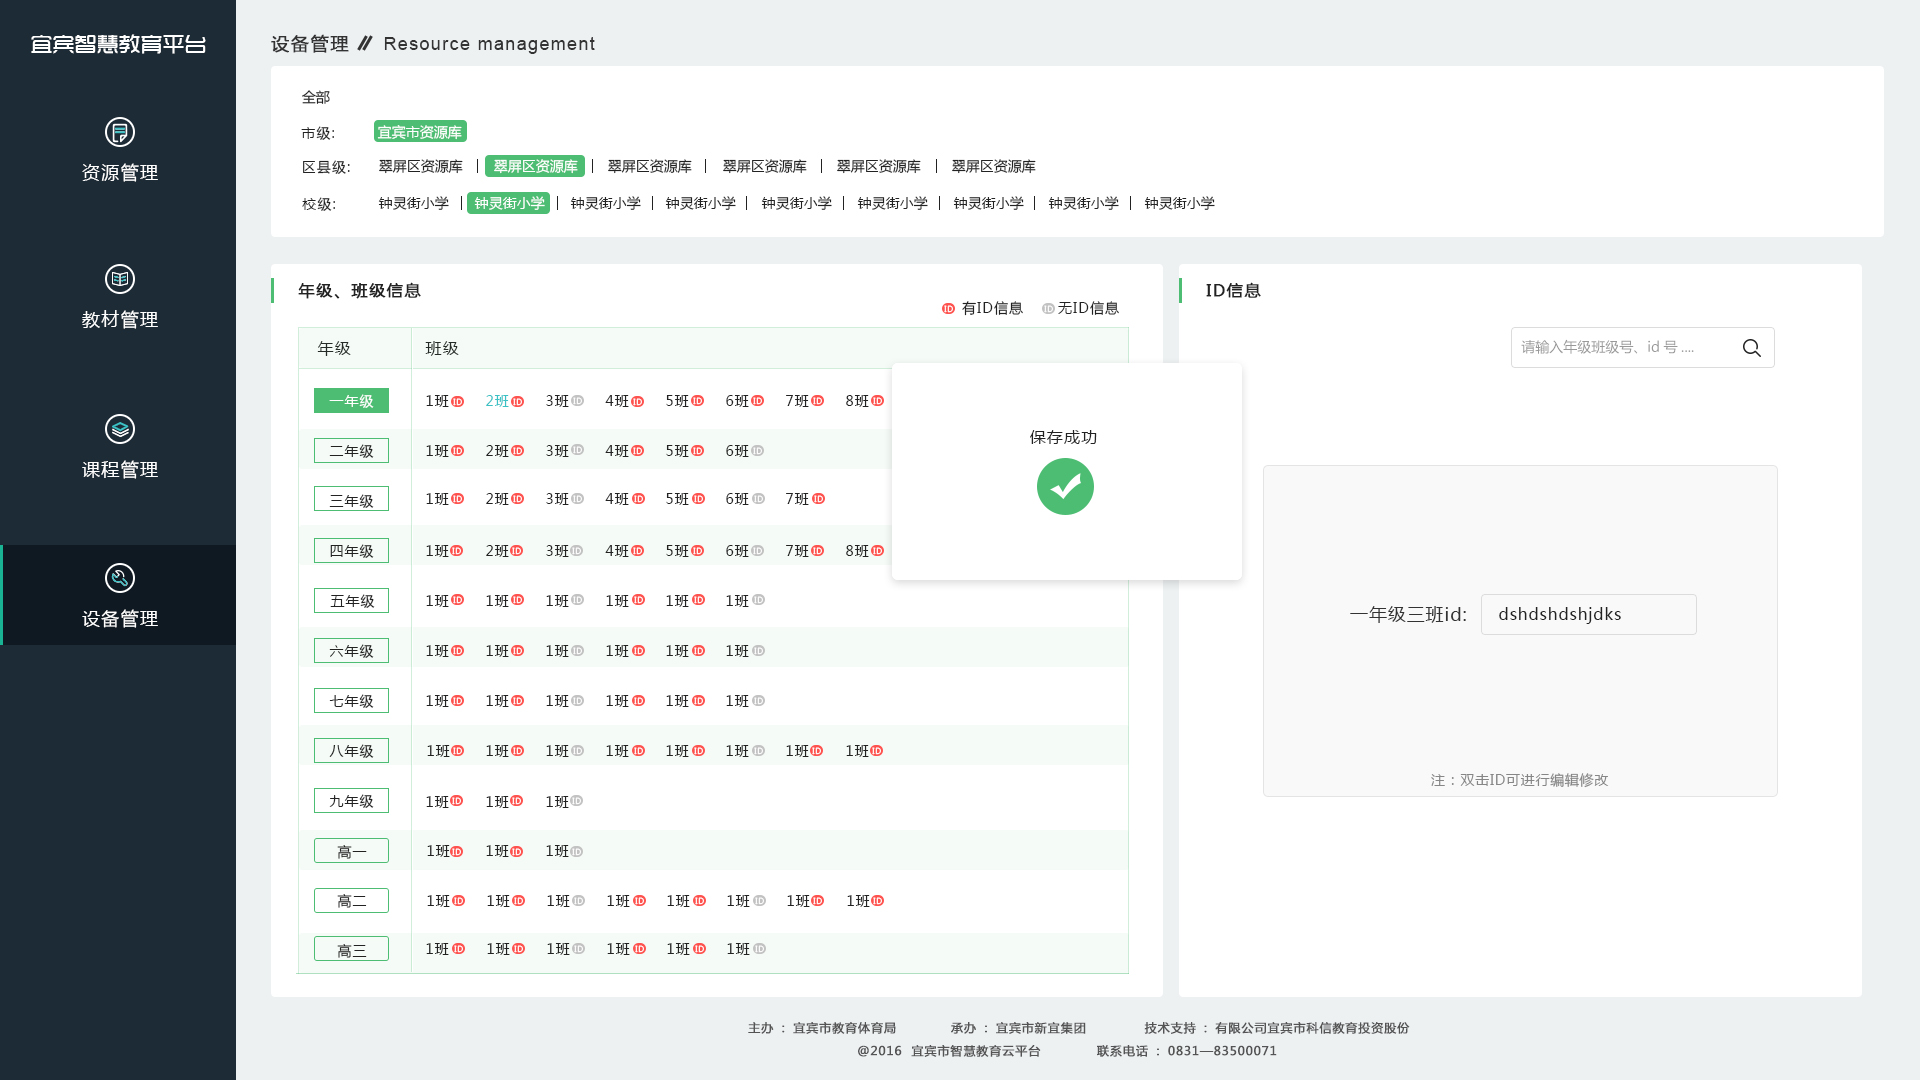 宜宾智慧教育平台
资源管理
教材管理
课程管理
设备管理
设备管理 // Resource management
全部
市级: 宜宾市资源库
区县级: 翠屏区资源库 | 翠屏区资源库 | 翠屏区资源库 | 翠屏区资源库 | 翠屏区资源库 | 翠屏区资源库
校级: 钟灵街小学 | 钟灵街小学 | 钟灵街小学 | 钟灵街小学 | 钟灵街小学 | 钟灵街小学 | 钟灵街小学 | 钟灵街小学 | 钟灵街小学
年级、班级信息
ID 有ID信息 ID 无ID信息
年级 班级
一年级 1班ID 2班ID 3班ID 4班ID 5班ID 6班ID 7班ID 8班ID
二年级 1班ID 2班ID 3班ID 4班ID 5班ID 6班ID
三年级 1班ID 2班ID 3班ID 4班ID 5班ID 6班ID 7班ID
四年级 1班ID 2班ID 3班ID 4班ID 5班ID 6班ID 7班ID 8班ID
五年级 1班ID 1班ID 1班ID 1班ID 1班ID 1班ID
六年级 1班ID 1班ID 1班ID 1班ID 1班ID 1班ID
七年级 1班ID 1班ID 1班ID 1班ID 1班ID 1班ID
八年级 1班ID 1班ID 1班ID 1班ID 1班ID 1班ID 1班ID 1班ID
九年级 1班ID 1班ID 1班ID
高一 1班ID 1班ID 1班ID
高二 1班ID 1班ID 1班ID 1班ID 1班ID 1班ID 1班ID 1班ID
高三 1班ID 1班ID 1班ID 1班ID 1班ID 1班ID
保存成功
ID信息
请输入年级班级号、id 号 ....
一年级三班id: dshdshdshjdks
注：双击ID可进行编辑修改
主办 ： 宜宾市教育体育局 承办 ： 宜宾市新宜集团 技术支持 ： 有限公司宜宾市科信教育投资股份
@2016 宜宾市智慧教育云平台 联系电话 ： 0831—83500071